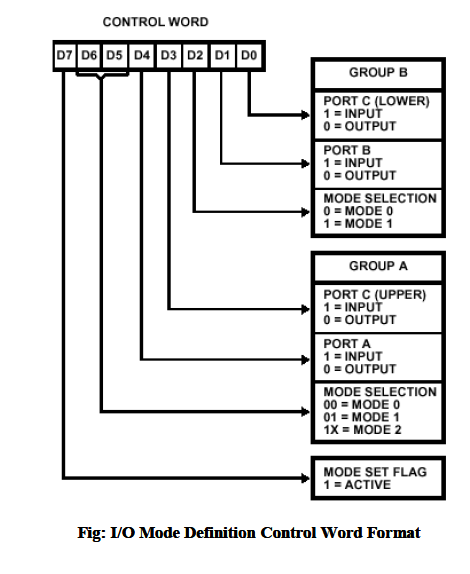 CONTROL WORD
D7 D6 D5 D4 D3 D2 D1 D0
GROUP B
PORT C (LOWER)
1 = INPUT
0 = OUTPUT
PORT B
1 = INPUT
0 = OUTPUT
MODE SELECTION
0 = MODE 0
1 = MODE 1
GROUP A
PORT C (UPPER)
1 = INPUT
0 = OUTPUT
PORT A
1 = INPUT
0 = OUTPUT
MODE SELECTION
00 = MODE 0
01 = MODE 1
1X = MODE 2
MODE SET FLAG
1 = ACTIVE
Fig: I/O Mode Definition Control Word Format